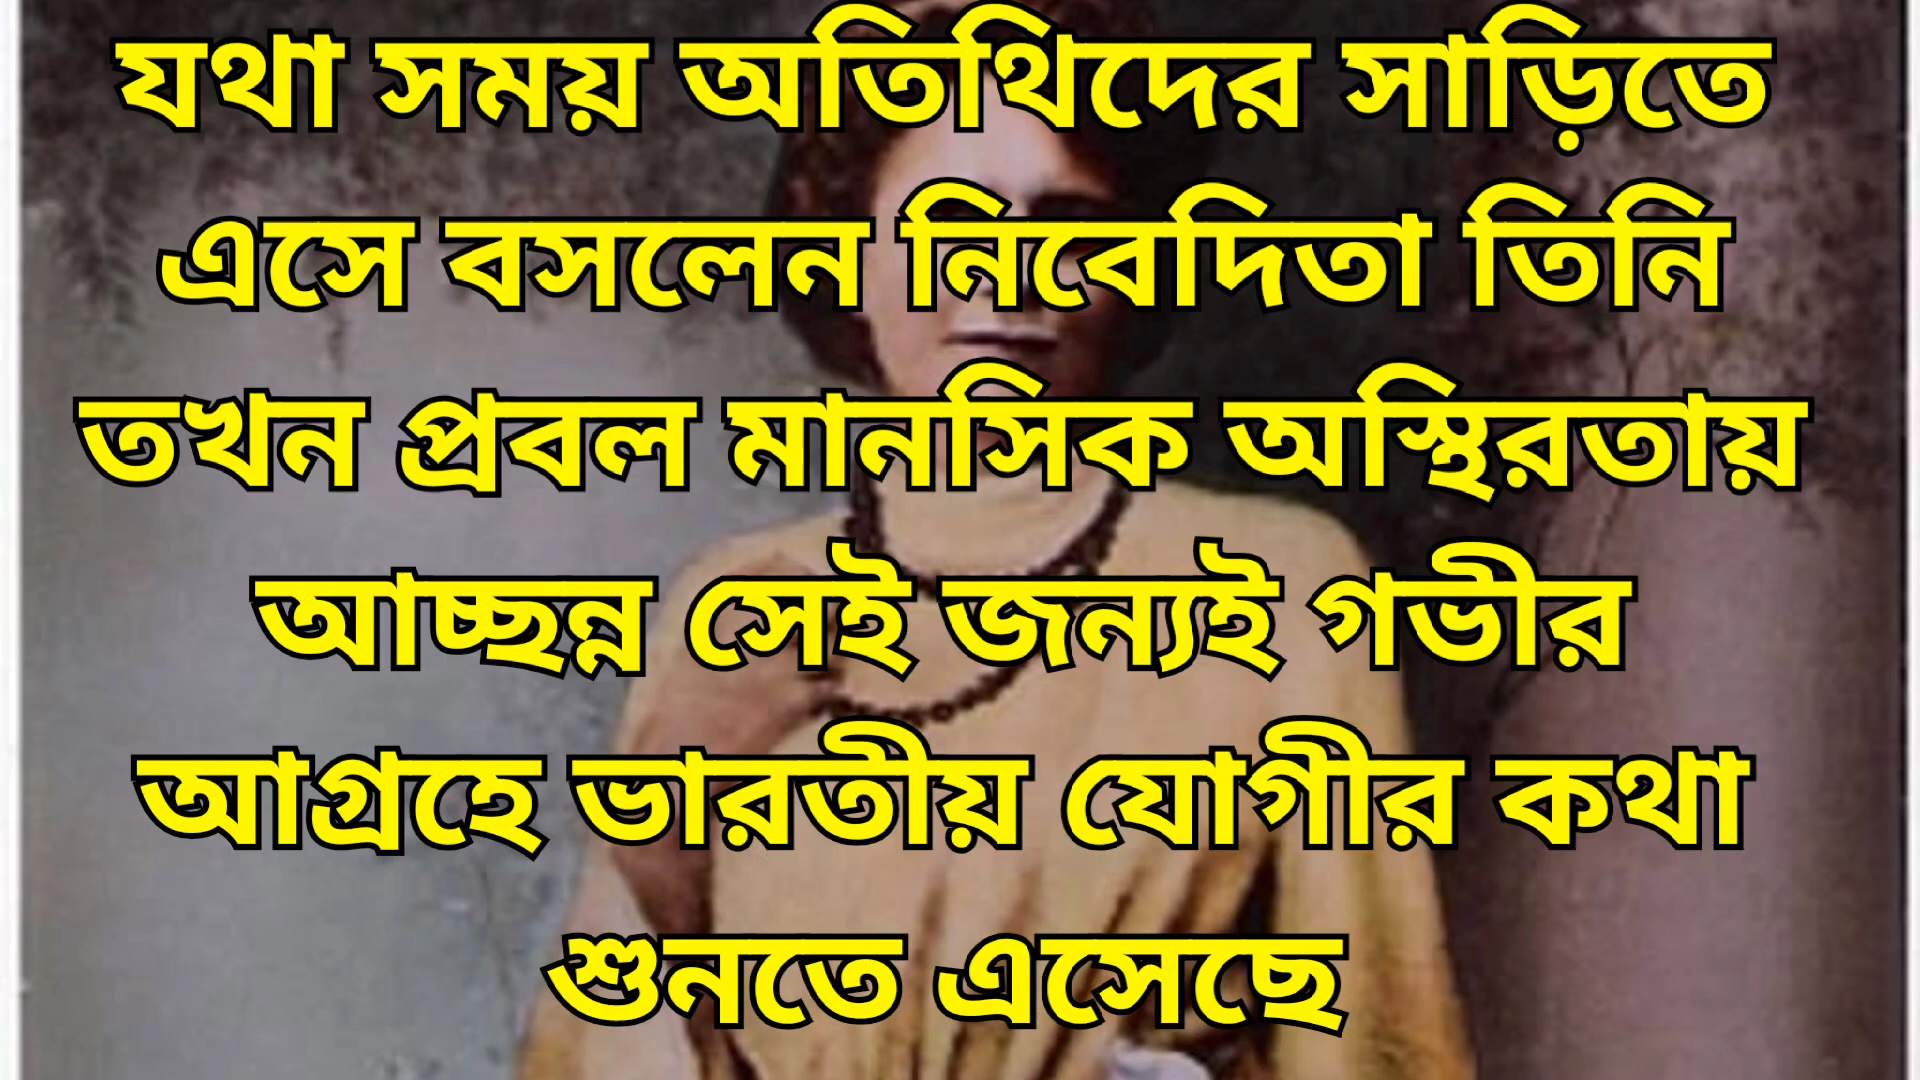 যথা সময় অতিথিদের সাড়িতে
এসে বসলেন নিবেদিতা তিনি
তখন প্রবল মানসিক অস্থিরতায়
আচ্ছন্ন সেই জন্যই গভীর
আগ্রহে ভারতীয় যোগীর কথা
শুনতে এসেছে